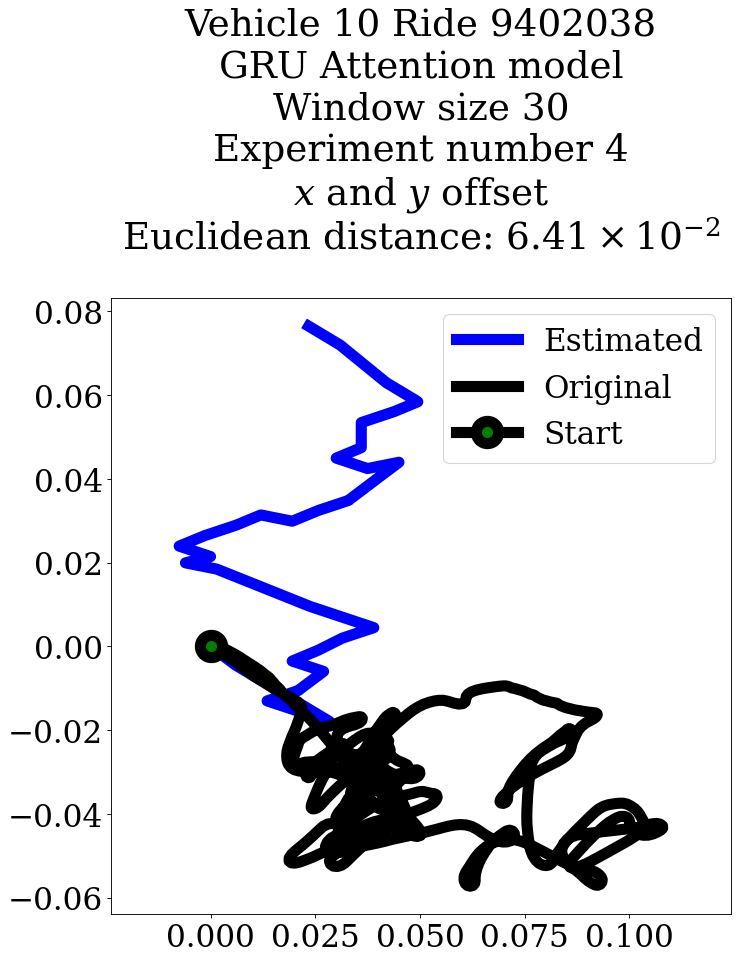 Vehicle 10 Ride 9402038
GRU Attention model
Window size 30
Experiment number 4
x and y offset
Euclidean distance: 6.41 × 10⁻²
Estimated
Original
Start
0.08
0.06
0.04
0.02
0.00
−0.02
−0.04
−0.06
0.000 0.025 0.050 0.075 0.100